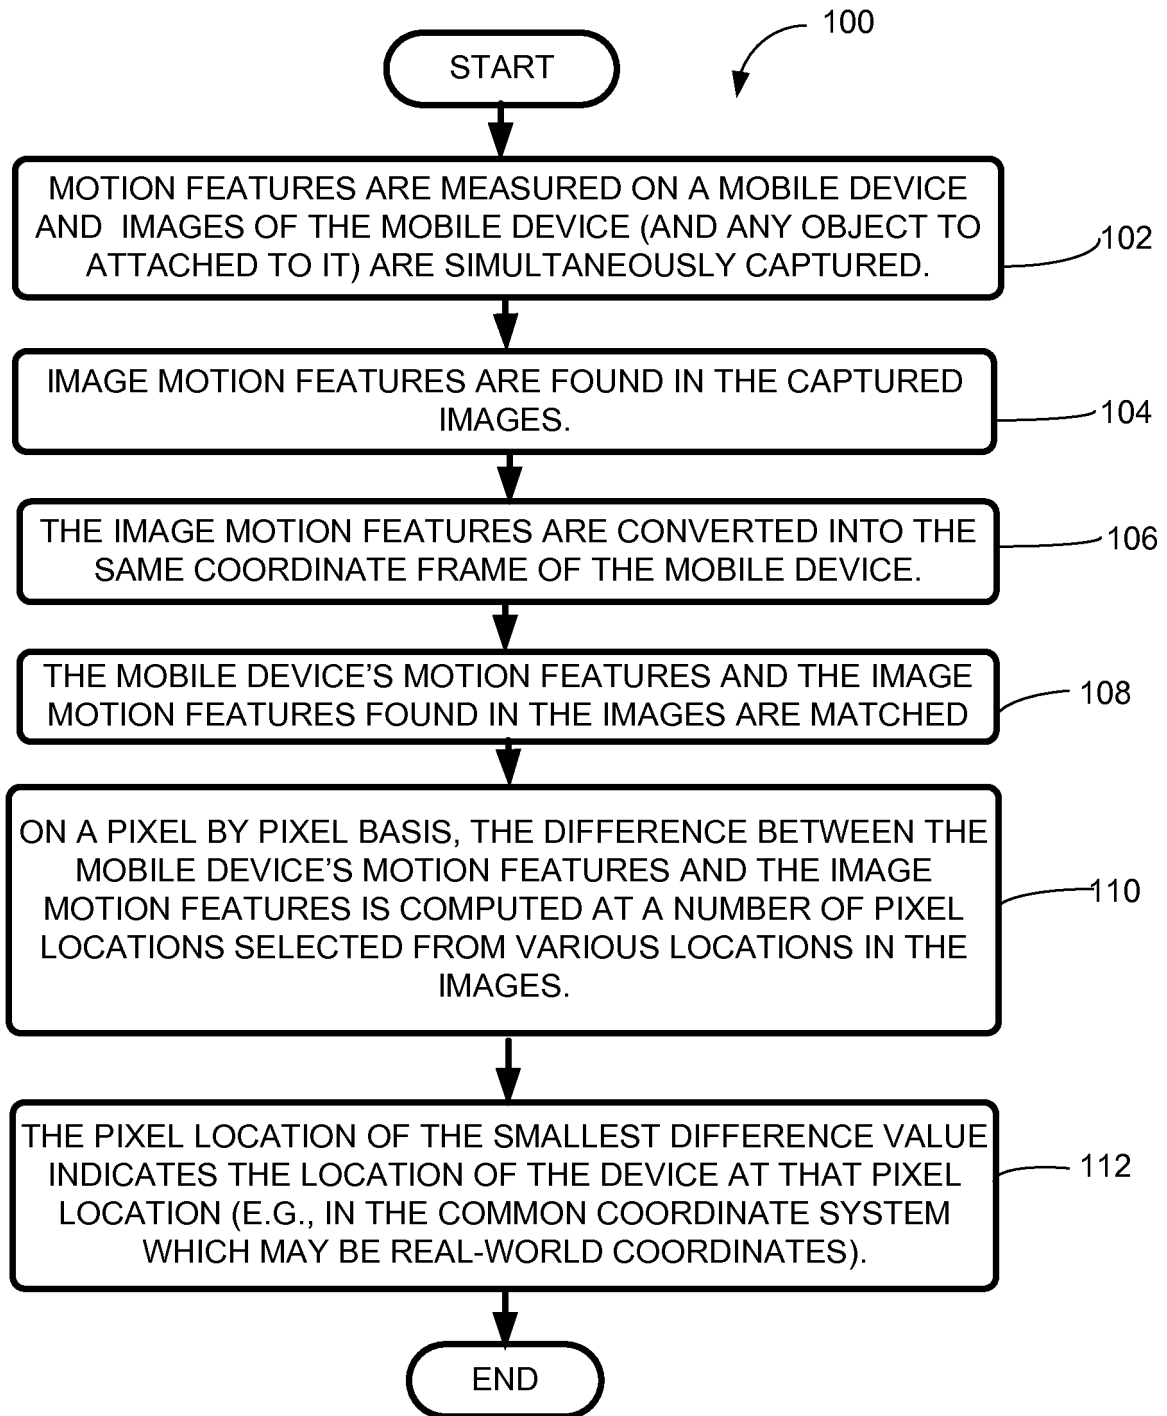 100
START
MOTION FEATURES ARE MEASURED ON A MOBILE DEVICE
AND IMAGES OF THE MOBILE DEVICE (AND ANY OBJECT TO
ATTACHED TO IT) ARE SIMULTANEOUSLY CAPTURED.
102
IMAGE MOTION FEATURES ARE FOUND IN THE CAPTURED
IMAGES.
104
THE IMAGE MOTION FEATURES ARE CONVERTED INTO THE
SAME COORDINATE FRAME OF THE MOBILE DEVICE.
106
THE MOBILE DEVICE'S MOTION FEATURES AND THE IMAGE
MOTION FEATURES FOUND IN THE IMAGES ARE MATCHED
108
ON A PIXEL BY PIXEL BASIS, THE DIFFERENCE BETWEEN THE
MOBILE DEVICE'S MOTION FEATURES AND THE IMAGE
MOTION FEATURES IS COMPUTED AT A NUMBER OF PIXEL
LOCATIONS SELECTED FROM VARIOUS LOCATIONS IN THE
IMAGES.
110
THE PIXEL LOCATION OF THE SMALLEST DIFFERENCE VALUE
INDICATES THE LOCATION OF THE DEVICE AT THAT PIXEL
LOCATION (E.G., IN THE COMMON COORDINATE SYSTEM
WHICH MAY BE REAL-WORLD COORDINATES).
112
END